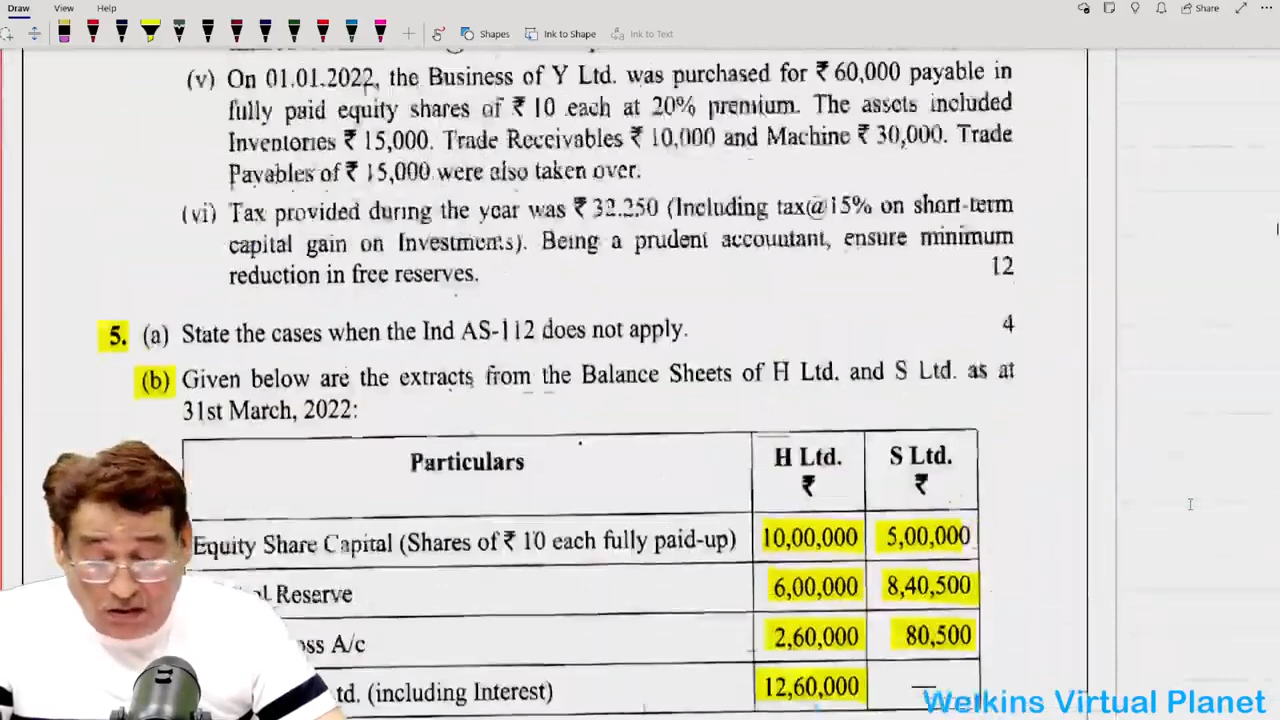 Draw View Help
Share
Shapes Ink to Shape Ink to Text
(v) On 01.01.2022, the Business of Y Ltd. was purchased for ₹ 60,000 payable in
fully paid equity shares of ₹ 10 each at 20% premium. The assets included
Inventories ₹ 15,000. Trade Receivables ₹ 10,000 and Machine ₹ 30,000. Trade
Payables of ₹ 15,000 were also taken over.
(vi) Tax provided during the year was ₹ 32.250 (Including tax@15% on short-term
capital gain on Investments). Being a prudent accountant, ensure minimum
reduction in free reserves. 12
5. (a) State the cases when the Ind AS-112 does not apply. 4
(b) Given below are the extracts from the Balance Sheets of H Ltd. and S Ltd. as at
31st March, 2022:
Particulars H Ltd. ₹ S Ltd. ₹
Equity Share Capital (Shares of ₹ 10 each fully paid-up) 10,00,000 5,00,000
Reserve 6,00,000 8,40,500
A/c 2,60,000 80,500
(including Interest) 12,60,000 —
Welkins Virtual Planet